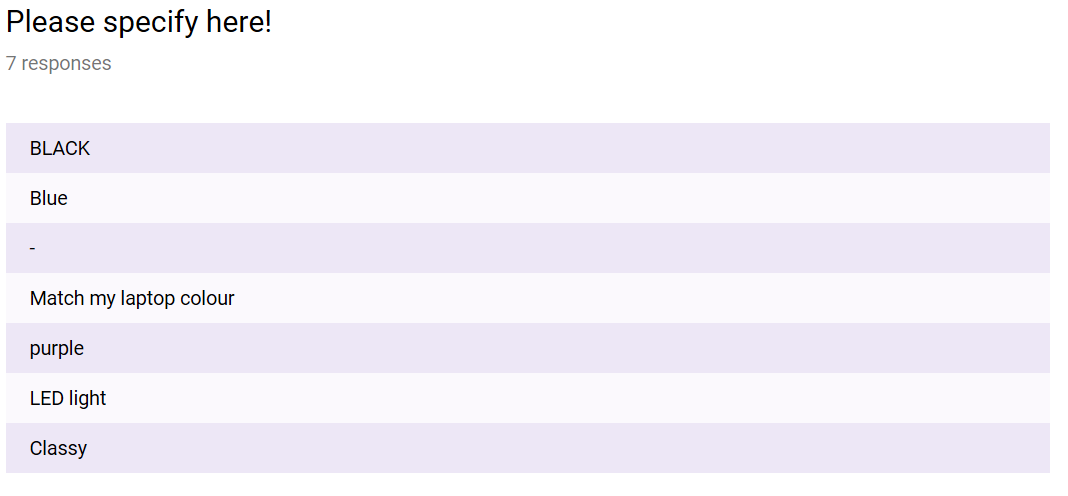 Please specify here!
7 responses
BLACK
Blue
-
Match my laptop colour
purple
LED light
Classy